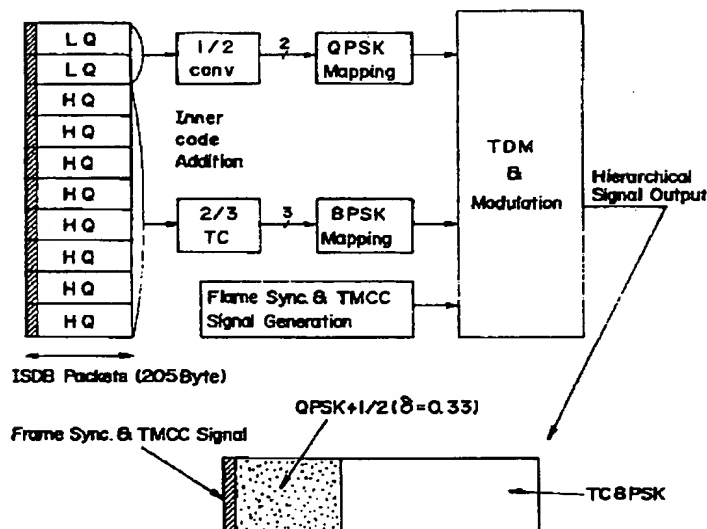 LQ
LQ
HQ
HQ
HQ
HQ
HQ
HQ
HQ
HQ
1/2
conv
2
QPSK
Mapping
Inner
code
Addition
2/3
TC
3
8PSK
Mapping
Flame Sync. & TMCC
Signal Generation
TDM
&
Modulation
Hierarchical
Signal Output
ISDB Packets (205Byte)
QPSK+1/2(∂=0.33)
Frame Sync. & TMCC Signal
TC8PSK